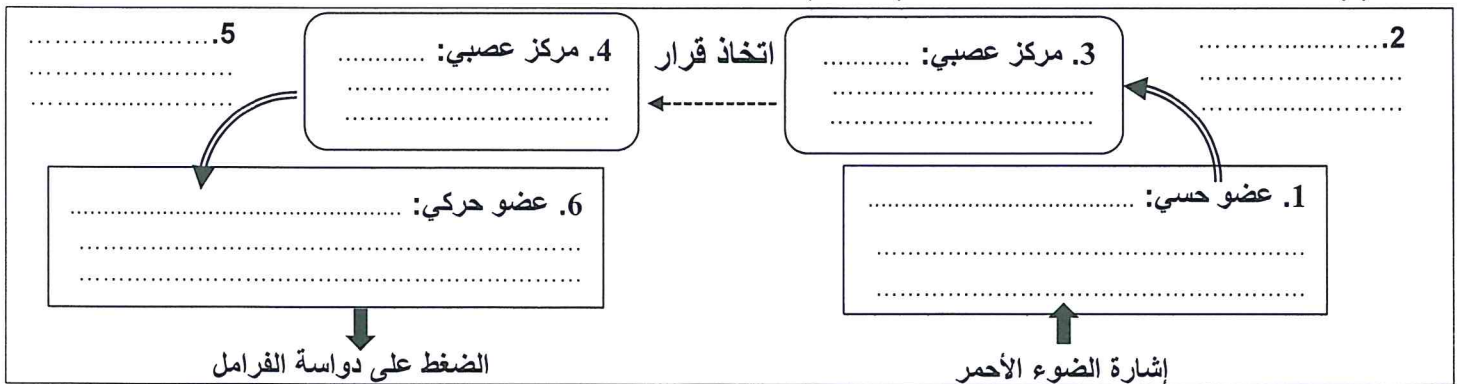 2. ........................
........................
........................
3. مركز عصبي: ...........
..................................
..................................
اتخاذ قرار
4. مركز عصبي: ...........
..................................
..................................
5. ........................
........................
........................
1. عضو حسي: ..................................
........................................................
........................................................
6. عضو حركي: ..........................................
..................................................................
..................................................................
إشارة الضوء الأحمر
الضغط على دواسة الفرامل